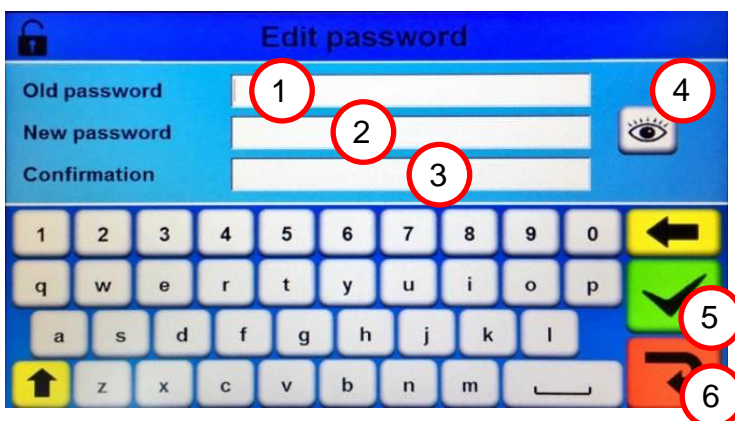 Edit password
Old password 1 4
New password 2
Confirmation 3
1 2 3 4 5 6 7 8 9 0
q w e r t y u i o p
a s d f g h j k l 5
z x c v b n m 6